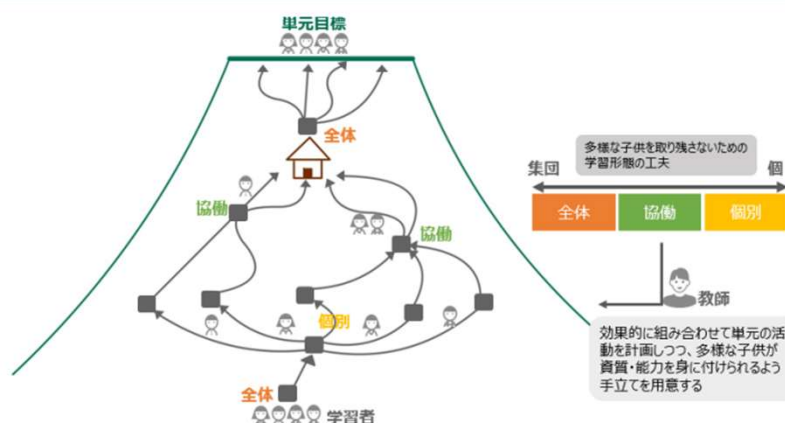 単元目標
全体
協働
協働
個別
全体
学習者
多様な子供を取り残さないための
学習形態の工夫
集団
個
全体
協働
個別
教師
効果的に組み合わせて単元の活
動を計画しつつ、多様な子供が
資質・能力を身に付けられるよう
手立てを用意する